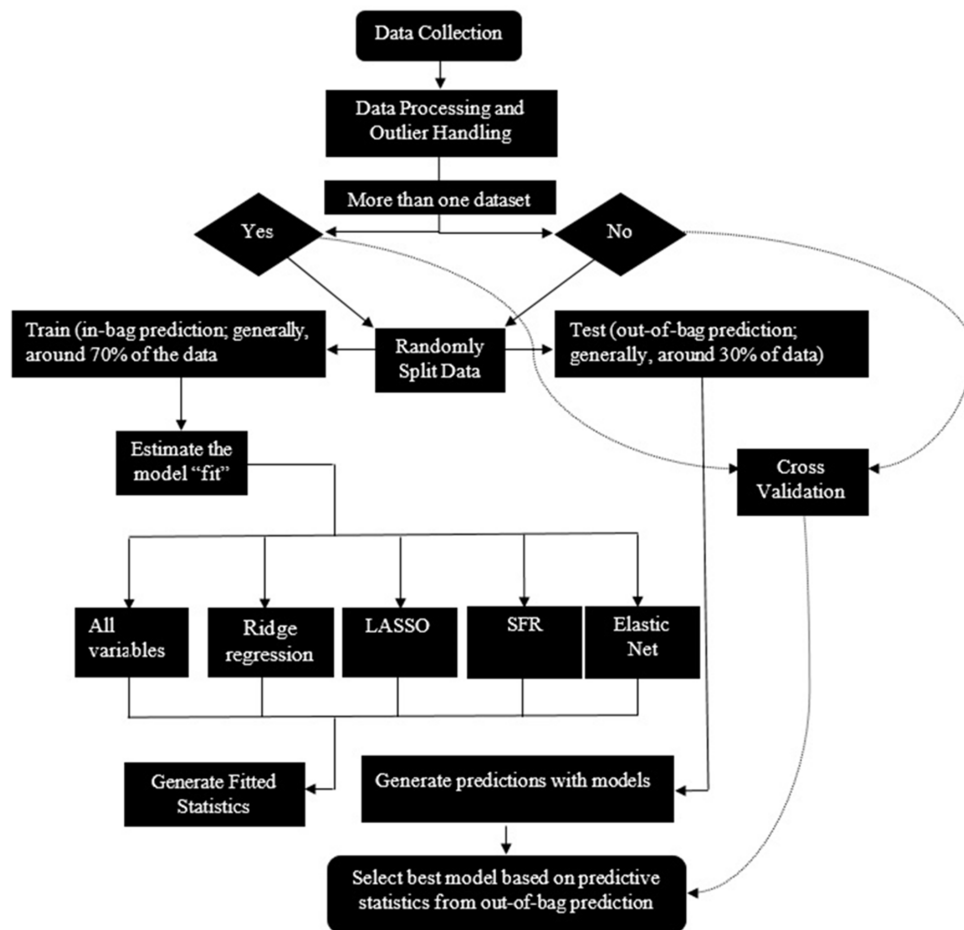 Data Collection
Data Processing and
Outlier Handling
More than one dataset
Yes
No
Train (in-bag prediction; generally,
around 70% of the data
Randomly
Split Data
Test (out-of-bag prediction;
generally, around 30% of data)
Estimate the
model “fit”
Cross
Validation
All
variables
Ridge
regression
LASSO
SFR
Elastic
Net
Generate Fitted
Statistics
Generate predictions with models
Select best model based on predictive
statistics from out-of-bag prediction